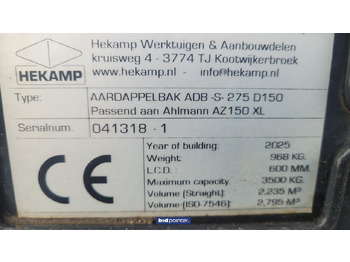 Hekamp Werktuigen & Aanbouwdelen
kruisweg 4 - 3774 TJ Kootwijkerbroek
HEKAMP
www.hekamp.nl - info@hekamp.nl
Type: AARDAPPELBAK ADB -S- 275 D150
Passend aan Ahlmann AZ150 XL
Serialnum. 041318 - 1
CE
Year of building: 2025
Weight: 968 KG.
L.C.D. 600 MM.
Maximum capacity: 3500 KG.
Volume (Straight): 2,235 M³
Volume (ISO-7546): 2,795 M³
bidpointer